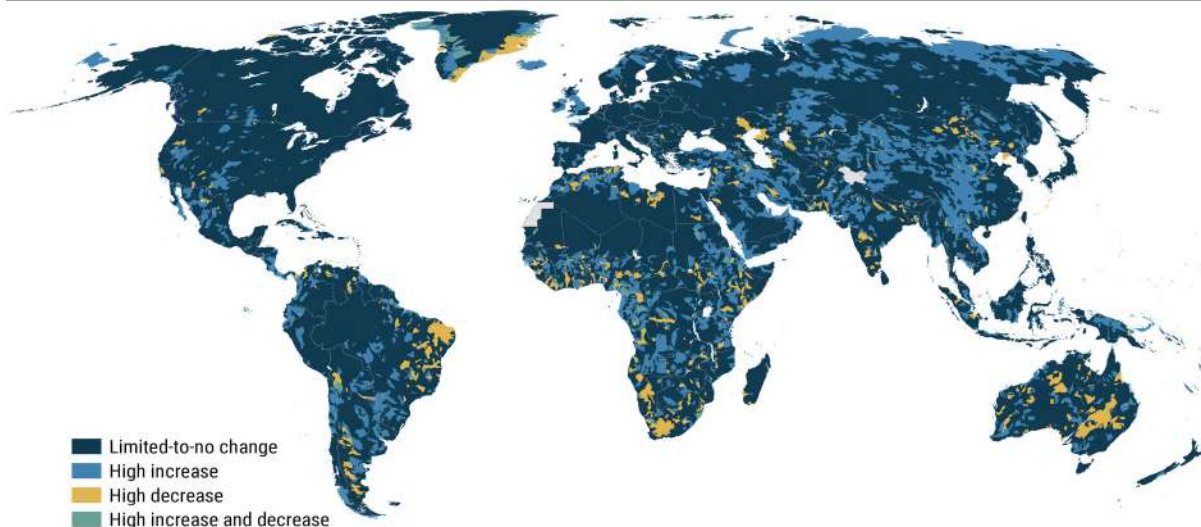 Limited-to-no change
High increase
High decrease
High increase and decrease